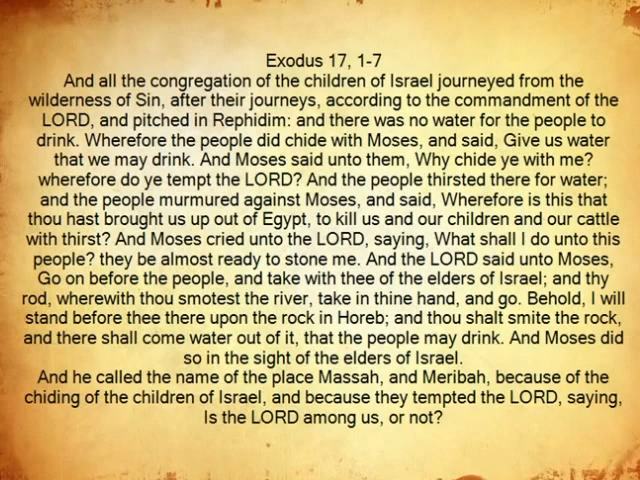 Exodus 17, 1-7
And all the congregation of the children of Israel journeyed from the
wilderness of Sin, after their journeys, according to the commandment of the
LORD, and pitched in Rephidim: and there was no water for the people to
drink. Wherefore the people did chide with Moses, and said, Give us water
that we may drink. And Moses said unto them, Why chide ye with me?
wherefore do ye tempt the LORD? And the people thirsted there for water;
and the people murmured against Moses, and said, Wherefore is this that
thou hast brought us up out of Egypt, to kill us and our children and our cattle
with thirst? And Moses cried unto the LORD, saying, What shall I do unto this
people? they be almost ready to stone me. And the LORD said unto Moses,
Go on before the people, and take with thee of the elders of Israel; and thy
rod, wherewith thou smotest the river, take in thine hand, and go. Behold, I will
stand before thee there upon the rock in Horeb; and thou shalt smite the rock,
and there shall come water out of it, that the people may drink. And Moses did
so in the sight of the elders of Israel.
And he called the name of the place Massah, and Meribah, because of the
chiding of the children of Israel, and because they tempted the LORD, saying,
Is the LORD among us, or not?